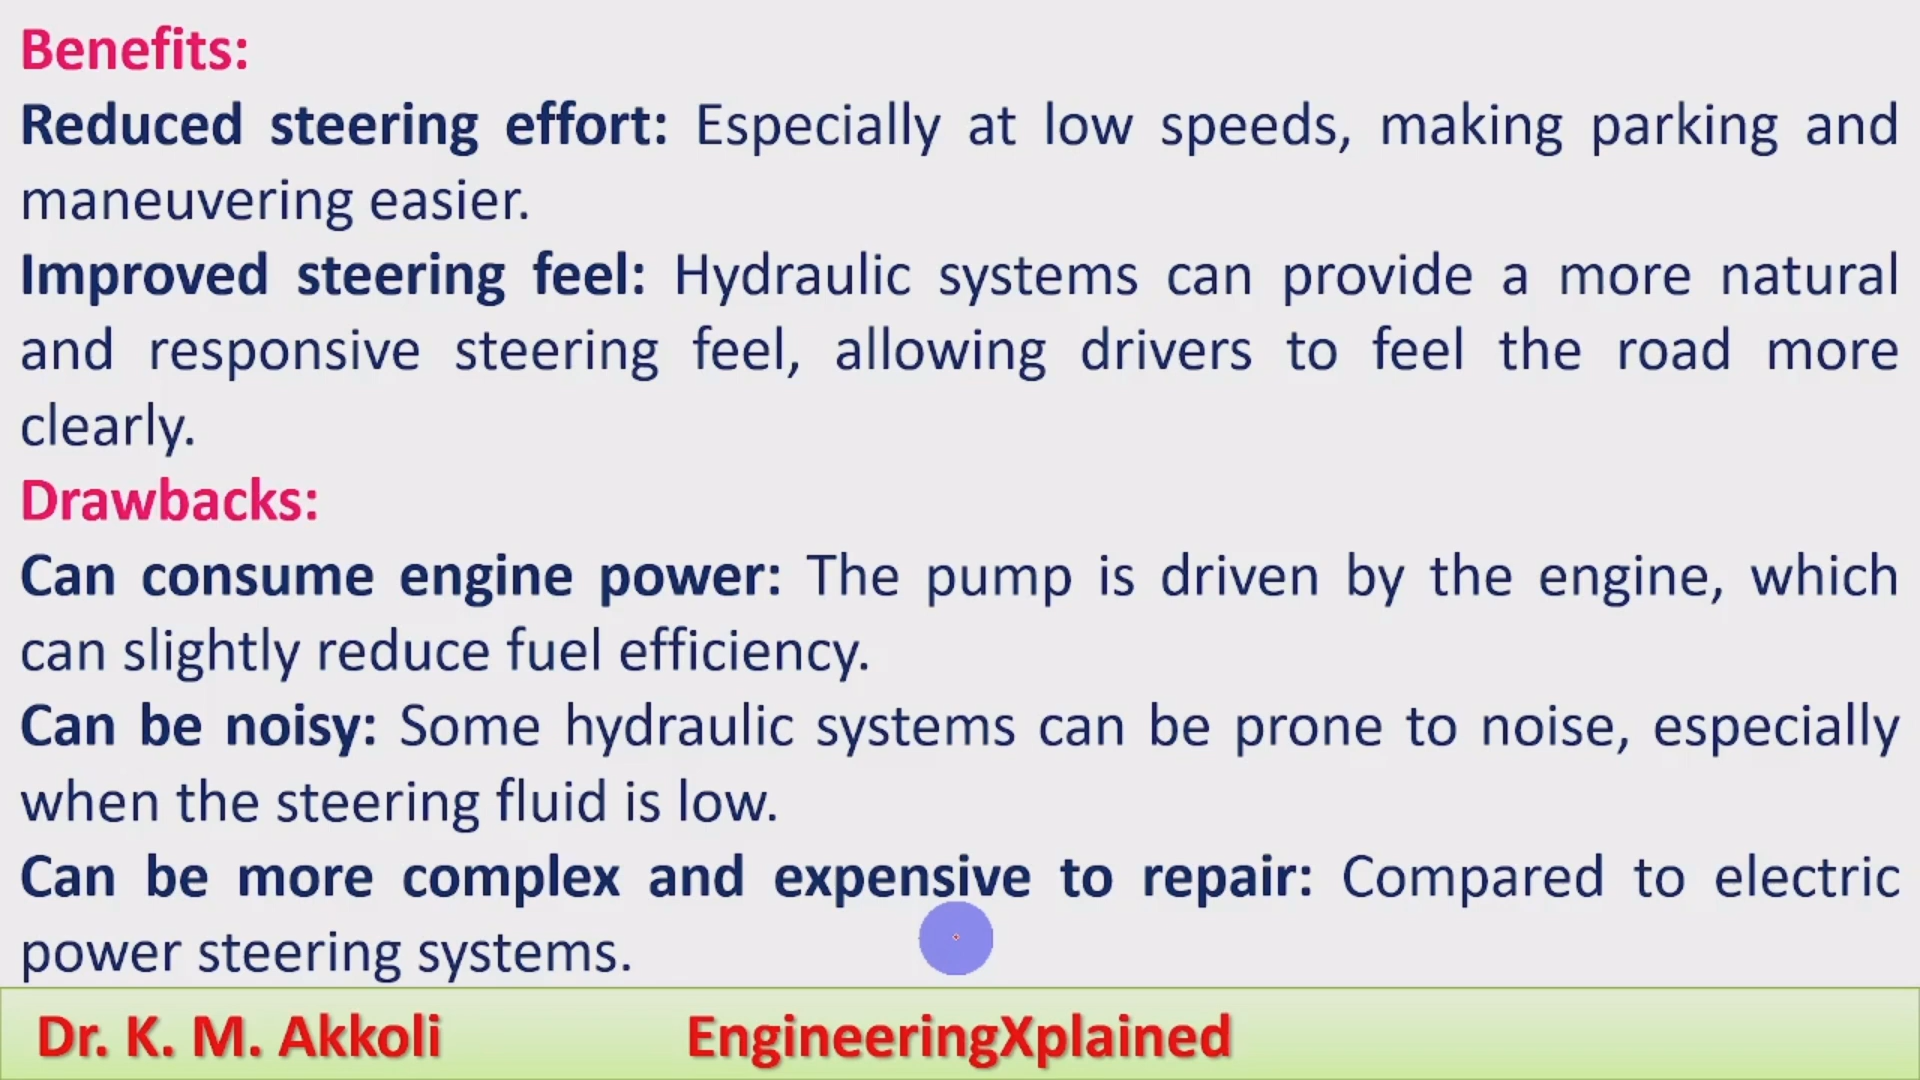 Benefits:
Reduced steering effort: Especially at low speeds, making parking and
maneuvering easier.
Improved steering feel: Hydraulic systems can provide a more natural
and responsive steering feel, allowing drivers to feel the road more
clearly.
Drawbacks:
Can consume engine power: The pump is driven by the engine, which
can slightly reduce fuel efficiency.
Can be noisy: Some hydraulic systems can be prone to noise, especially
when the steering fluid is low.
Can be more complex and expensive to repair: Compared to electric
power steering systems.
Dr. K. M. Akkoli EngineeringXplained